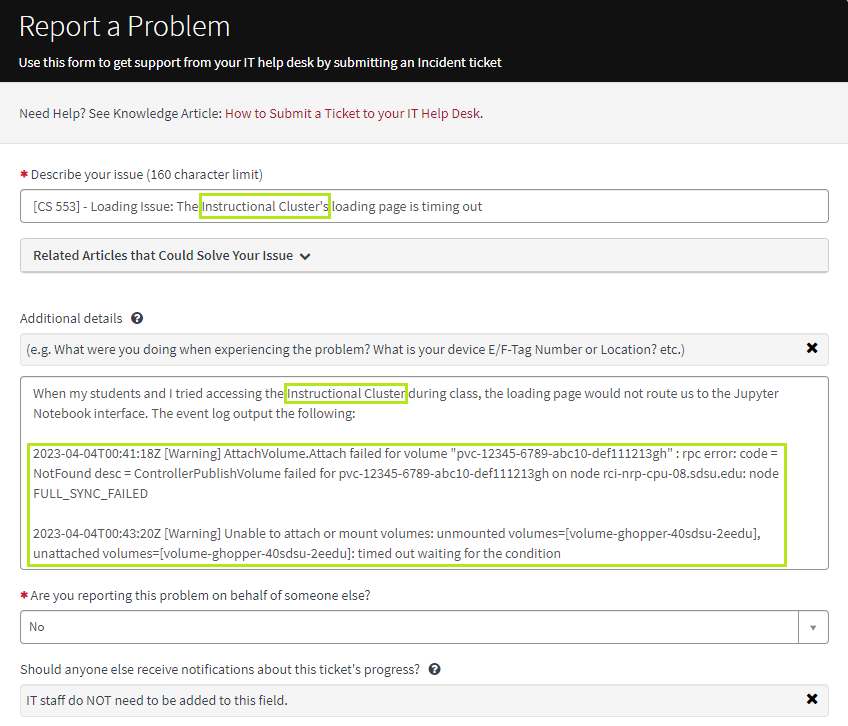 Report a Problem
Use this form to get support from your IT help desk by submitting an Incident ticket
Need Help? See Knowledge Article: How to Submit a Ticket to your IT Help Desk.
* Describe your issue (160 character limit)
[CS 553] - Loading Issue: The Instructional Cluster's loading page is timing out
Related Articles that Could Solve Your Issue
Additional details
(e.g. What were you doing when experiencing the problem? What is your device E/F-Tag Number or Location? etc.)
When my students and I tried accessing the Instructional Cluster during class, the loading page would not route us to the Jupyter
Notebook interface. The event log output the following:
2023-04-04T00:41:18Z [Warning] AttachVolume.Attach failed for volume "pvc-12345-6789-abc10-def111213gh" : rpc error: code =
NotFound desc = ControllerPublishVolume failed for pvc-12345-6789-abc10-def111213gh on node rci-nrp-cpu-08.sdsu.edu: node
FULL_SYNC_FAILED
2023-04-04T00:43:20Z [Warning] Unable to attach or mount volumes: unmounted volumes=[volume-ghopper-40sdsu-2eedu],
unattached volumes=[volume-ghopper-40sdsu-2eedu]: timed out waiting for the condition
* Are you reporting this problem on behalf of someone else?
No
Should anyone else receive notifications about this ticket's progress?
IT staff do NOT need to be added to this field.